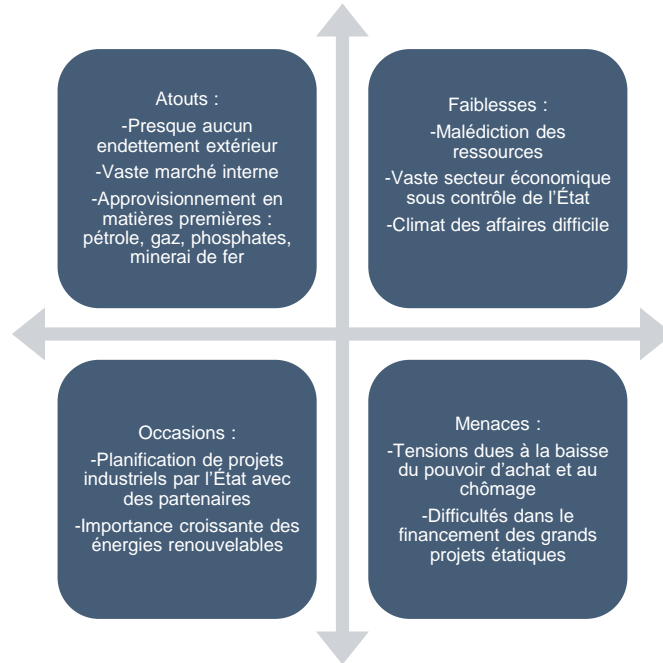 Atouts :
-Presque aucun
endettement extérieur
-Vaste marché interne
-Approvisionnement en
matières premières :
pétrole, gaz, phosphates,
minerai de fer
Faiblesses :
-Malédiction des
ressources
-Vaste secteur économique
sous contrôle de l’État
-Climat des affaires difficile
Occasions :
-Planification de projets
industriels par l’État avec
des partenaires
-Importance croissante des
énergies renouvelables
Menaces :
-Tensions dues à la baisse
du pouvoir d’achat et au
chômage
-Difficultés dans le
financement des grands
projets étatiques